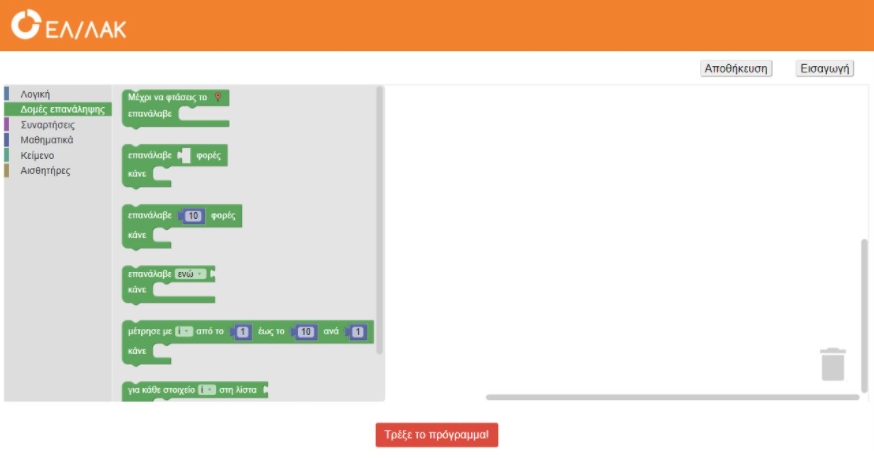 ΕΛ/ΛΑΚ
Αποθήκευση Εισαγωγή
Λογική
Δομές επανάληψης
Συναρτήσεις
Μαθηματικά
Κείμενο
Αισθητήρες
Μέχρι να φτάσεις το
επανάλαβε
επανάλαβε φορές
κάνε
επανάλαβε 10 φορές
κάνε
επανάλαβε ενώ
κάνε
μέτρησε με i από το 1 έως το 10 ανά 1
κάνε
για κάθε στοιχείο i στη λίστα
Τρέξε το πρόγραμμα!